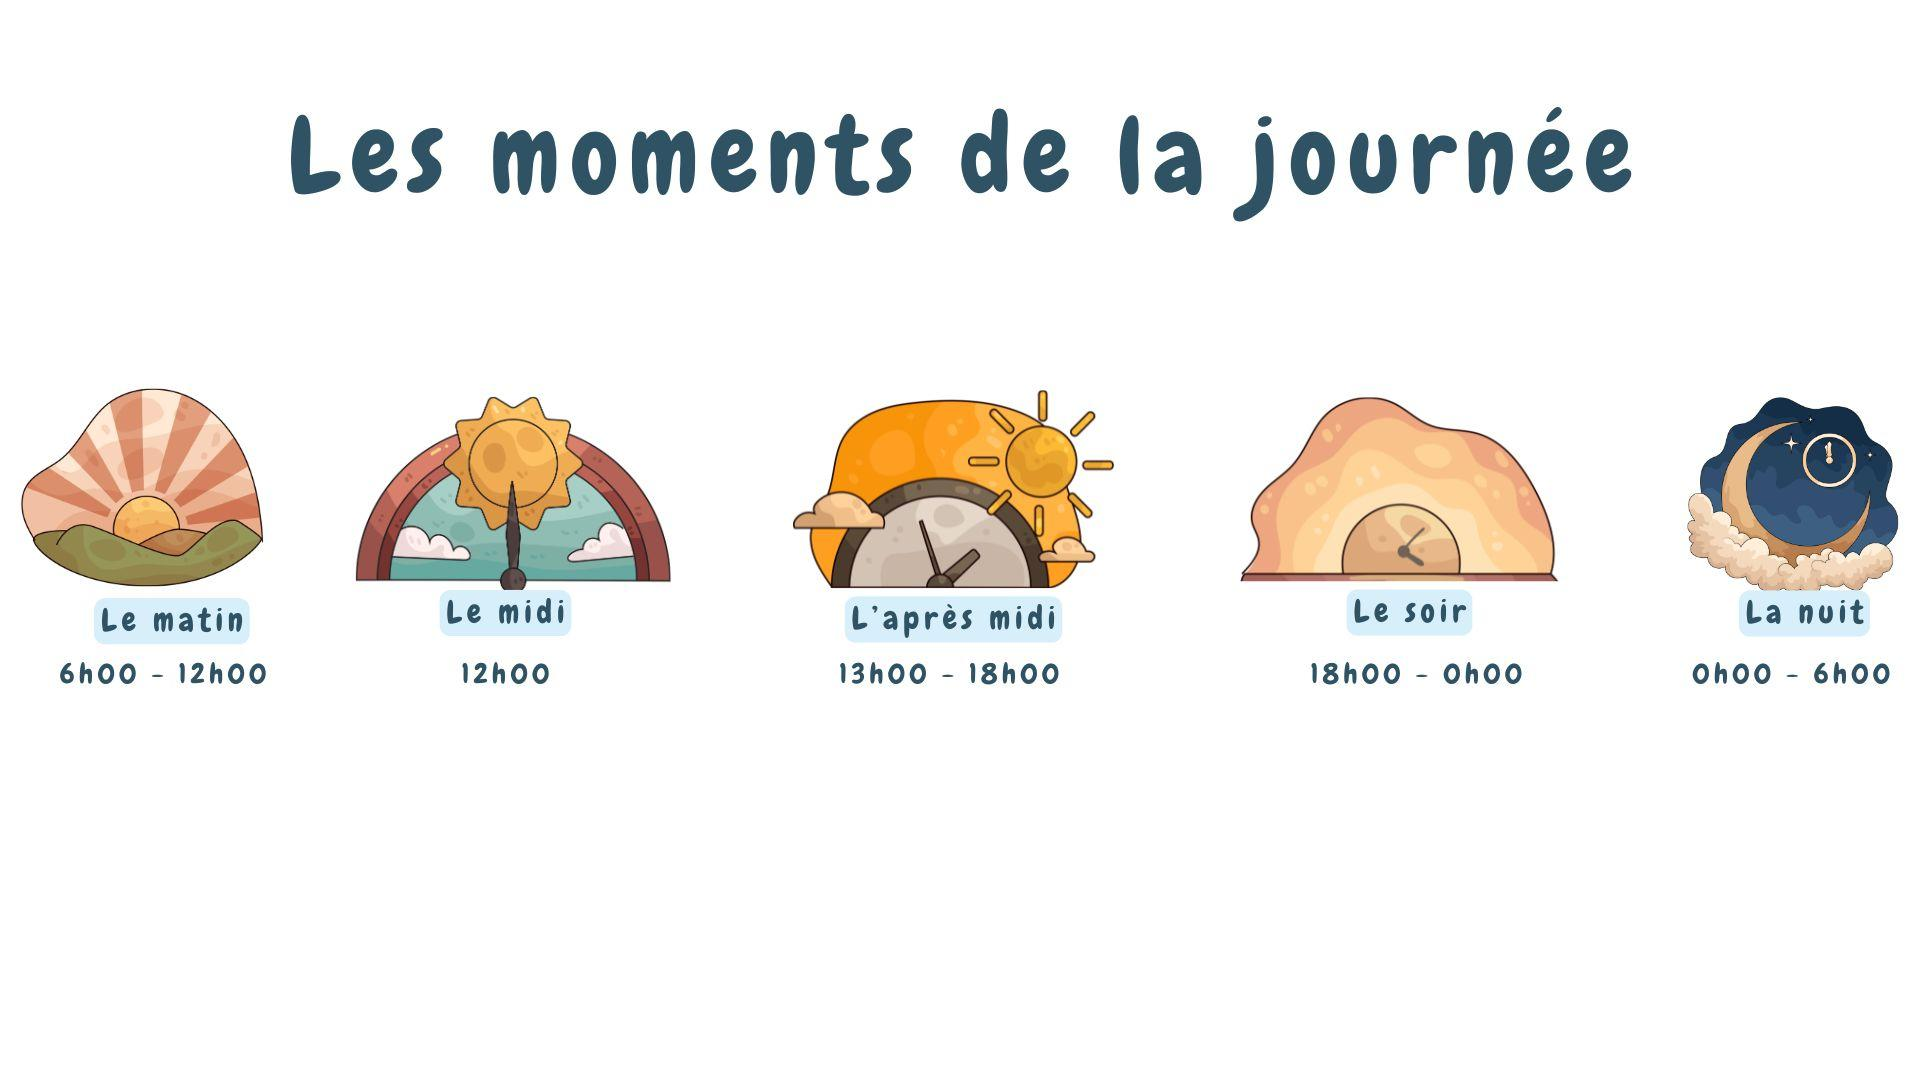 Les moments de la journée
Le matin
6h00 - 12h00
Le midi
12h00
L'après midi
13h00 - 18h00
Le soir
18h00 - 0h00
La nuit
0h00 - 6h00